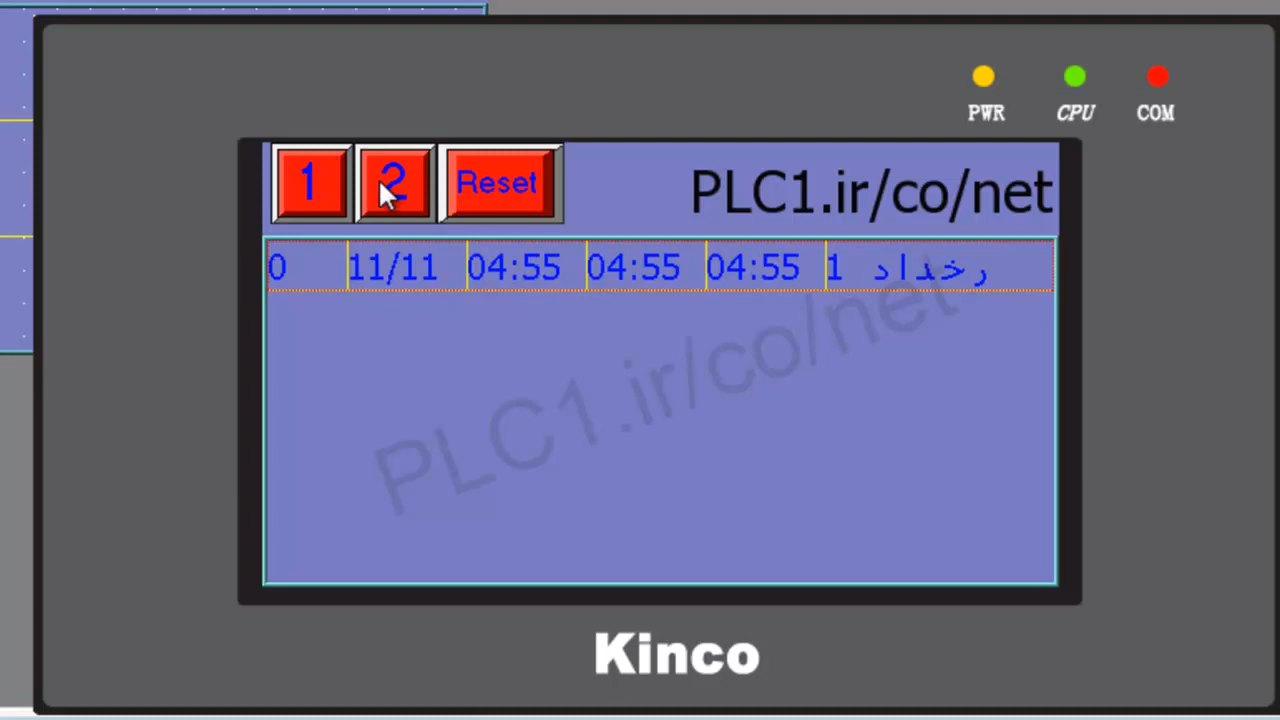 PWR CPU COM
1 2 Reset PLC1.ir/co/net
0 11/11 04:55 04:55 04:55 رخداد 1
PLC1.ir/co/net
Kinco